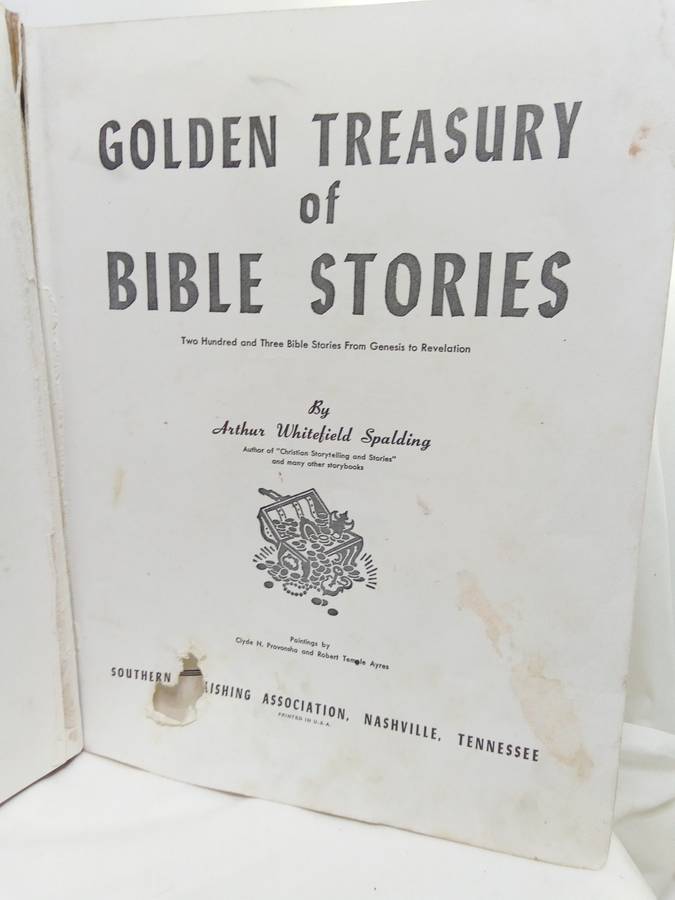 GOLDEN TREASURY
of
BIBLE STORIES
Two Hundred and Three Bible Stories From Genesis to Revelation
By
Arthur Whitefield Spalding
Author of "Christian Storytelling and Stories"
and many other storybooks
Paintings by
Clyde N. Provonsha and Robert Temple Ayres
SOUTHERN ISHING ASSOCIATION, NASHVILLE, TENNESSEE
PRINTED IN U.S.A.